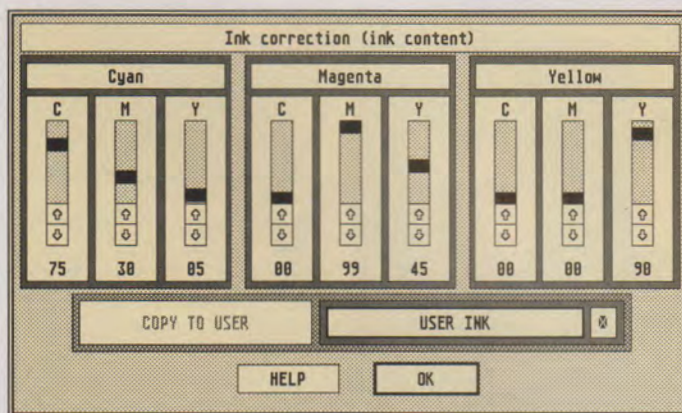 Ink correction (ink content)
Cyan Magenta Yellow
C M Y C M Y C M Y
75 30 05 00 99 45 00 00 90
COPY TO USER USER INK
HELP OK